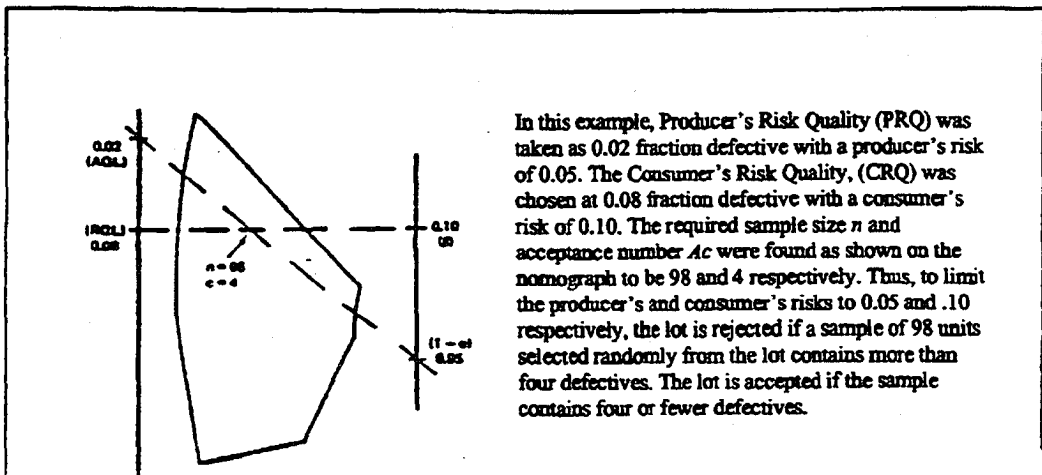 In this example, Producer's Risk Quality (PRQ) was
taken as 0.02 fraction defective with a producer's risk
of 0.05. The Consumer's Risk Quality, (CRQ) was
chosen at 0.08 fraction defective with a consumer's
risk of 0.10. The required sample size n and
acceptance number Ac were found as shown on the
nomograph to be 98 and 4 respectively. Thus, to limit
the producer's and consumer's risks to 0.05 and .10
respectively, the lot is rejected if a sample of 98 units
selected randomly from the lot contains more than
four defectives. The lot is accepted if the sample
contains four or fewer defectives.
0.02
(AQL)
(RQL)
0.08
n = 98
c = 4
0.10
(1 - α)
0.95